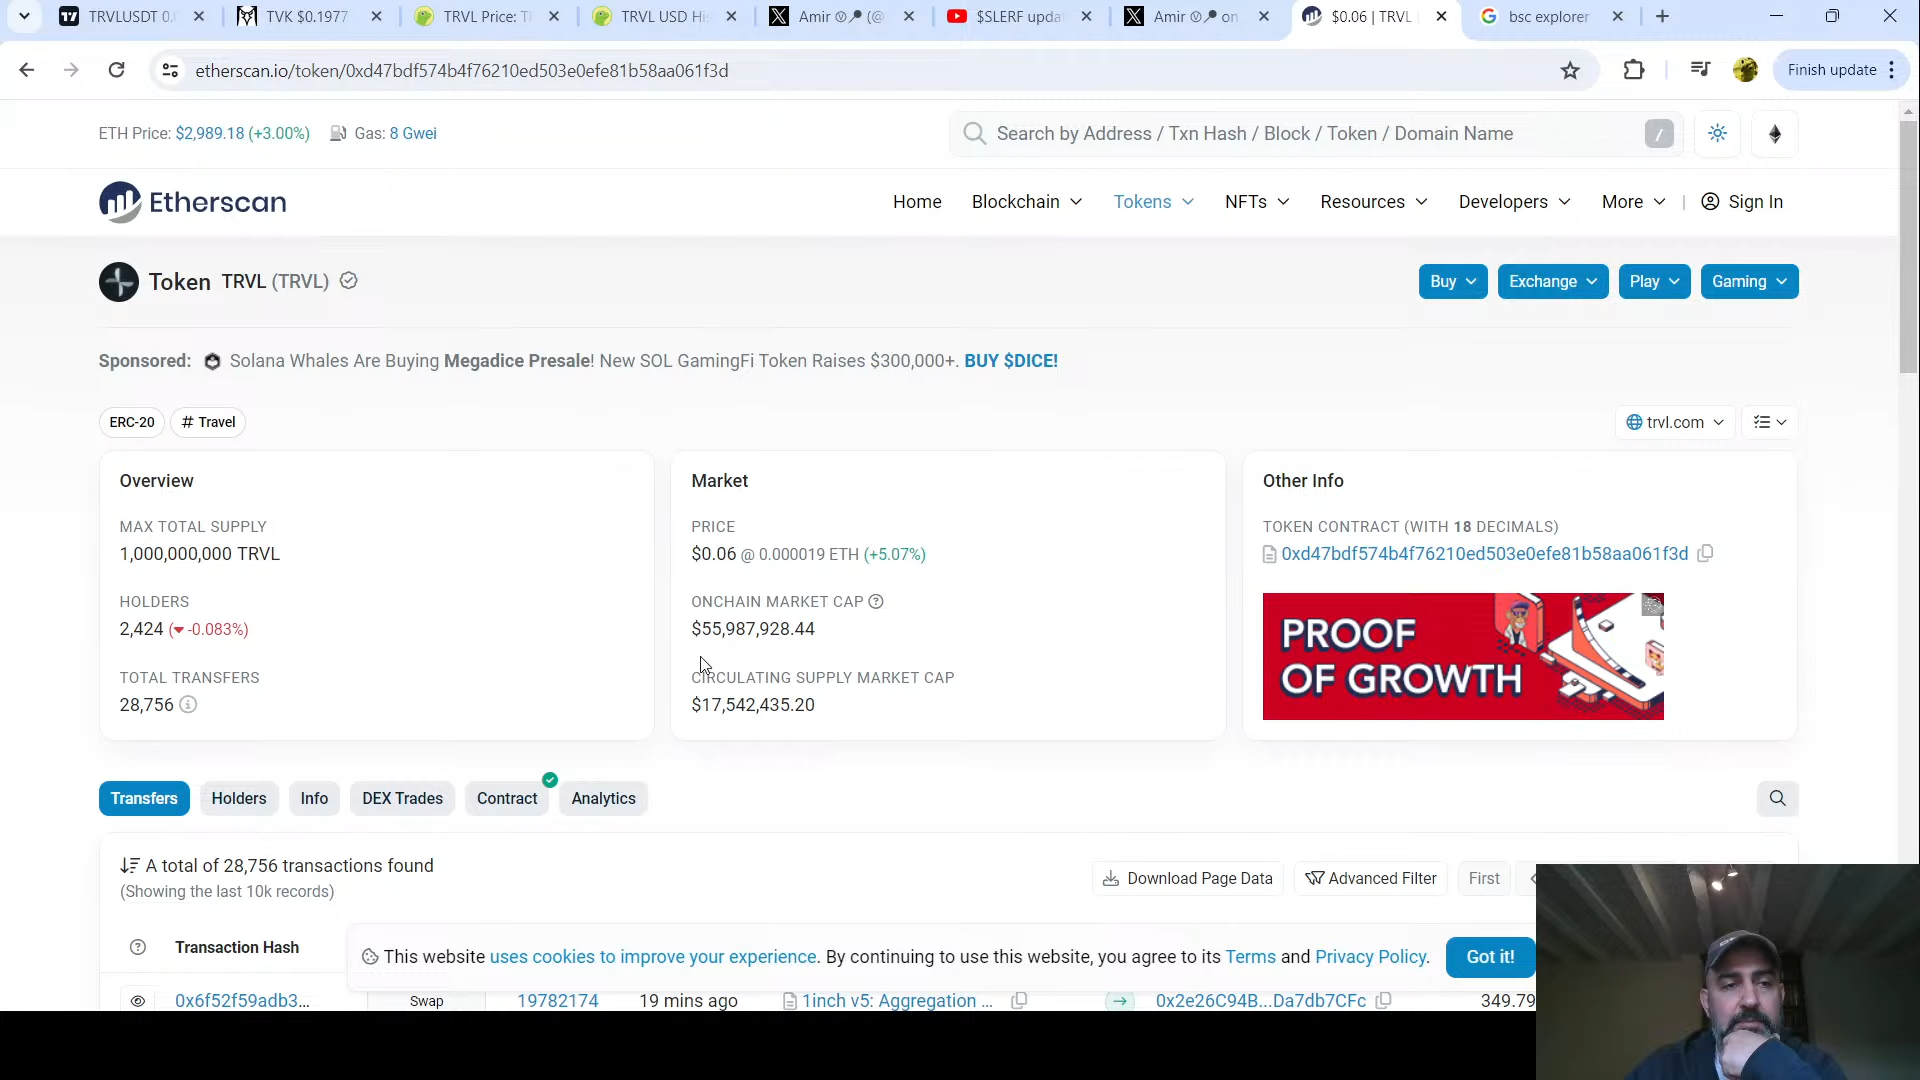 TRVLUSDT 0.
TVK $0.1977
TRVL Price: T
TRVL USD His
Amir
(@
$SLERF upda
Amir
on
$0.06 | TRVL
bsc explorer
etherscan.io/token/0xd47bdf574b4f76210ed503e0efe81b58aa061f3d
Finish update
ETH Price: $2,989.18 (+3.00%) Gas: 8 Gwei
Search by Address / Txn Hash / Block / Token / Domain Name
/
Etherscan
Home Blockchain Tokens NFTs Resources Developers More | Sign In
Token TRVL (TRVL)
Buy Exchange Play Gaming
Sponsored: Solana Whales Are Buying Megadice Presale! New SOL GamingFi Token Raises $300,000+. BUY $DICE!
ERC-20 # Travel
trvl.com
Overview
MAX TOTAL SUPPLY
1,000,000,000 TRVL
HOLDERS
2,424 (-0.083%)
TOTAL TRANSFERS
28,756
Market
PRICE
$0.06 @ 0.000019 ETH (+5.07%)
ONCHAIN MARKET CAP
$55,987,928.44
CIRCULATING SUPPLY MARKET CAP
$17,542,435.20
Other Info
TOKEN CONTRACT (WITH 18 DECIMALS)
0xd47bdf574b4f76210ed503e0efe81b58aa061f3d
PROOF
OF GROWTH
Transfers Holders Info DEX Trades Contract Analytics
A total of 28,756 transactions found
(Showing the last 10k records)
Download Page Data Advanced Filter First
Transaction Hash
This website uses cookies to improve your experience. By continuing to use this website, you agree to its Terms and Privacy Policy. Got it!
0x6f52f59adb3... Swap 19782174 19 mins ago 1inch v5: Aggregation ... 0x2e26C94B...Da7db7CFc 349.79